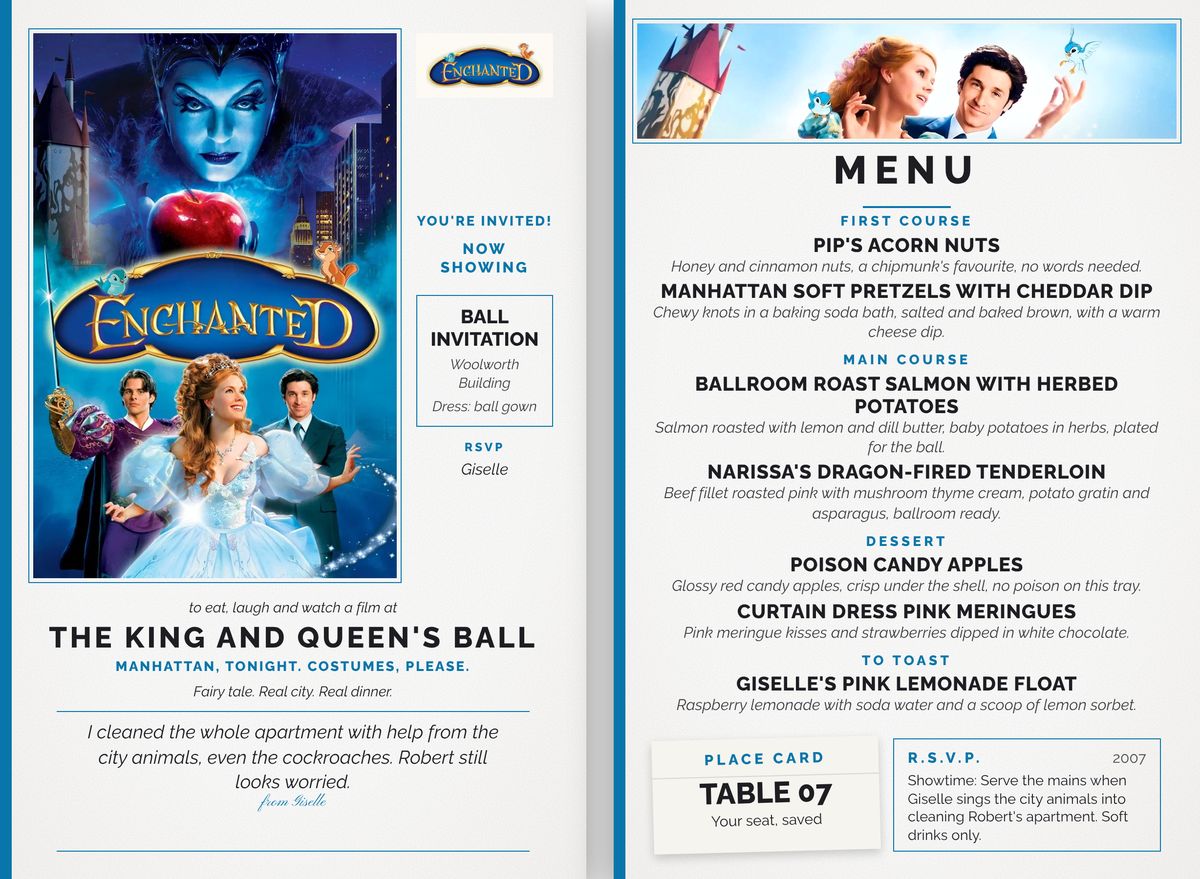 ENCHANTED
ENCHANTED
YOU'RE INVITED!
NOW
SHOWING
BALL
INVITATION
Woolworth
Building
Dress: ball gown
RSVP
Giselle
to eat, laugh and watch a film at
THE KING AND QUEEN'S BALL
MANHATTAN, TONIGHT. COSTUMES, PLEASE.
Fairy tale. Real city. Real dinner.
I cleaned the whole apartment with help from the
city animals, even the cockroaches. Robert still
looks worried.
from Giselle
MENU
FIRST COURSE
PIP'S ACORN NUTS
Honey and cinnamon nuts, a chipmunk's favourite, no words needed.
MANHATTAN SOFT PRETZELS WITH CHEDDAR DIP
Chewy knots in a baking soda bath, salted and baked brown, with a warm
cheese dip.
MAIN COURSE
BALLROOM ROAST SALMON WITH HERBED
POTATOES
Salmon roasted with lemon and dill butter, baby potatoes in herbs, plated
for the ball.
NARISSA'S DRAGON-FIRED TENDERLOIN
Beef fillet roasted pink with mushroom thyme cream, potato gratin and
asparagus, ballroom ready.
DESSERT
POISON CANDY APPLES
Glossy red candy apples, crisp under the shell, no poison on this tray.
CURTAIN DRESS PINK MERINGUES
Pink meringue kisses and strawberries dipped in white chocolate.
TO TOAST
GISELLE'S PINK LEMONADE FLOAT
Raspberry lemonade with soda water and a scoop of lemon sorbet.
PLACE CARD
TABLE 07
Your seat, saved
R.S.V.P. 2007
Showtime: Serve the mains when
Giselle sings the city animals into
cleaning Robert's apartment. Soft
drinks only.